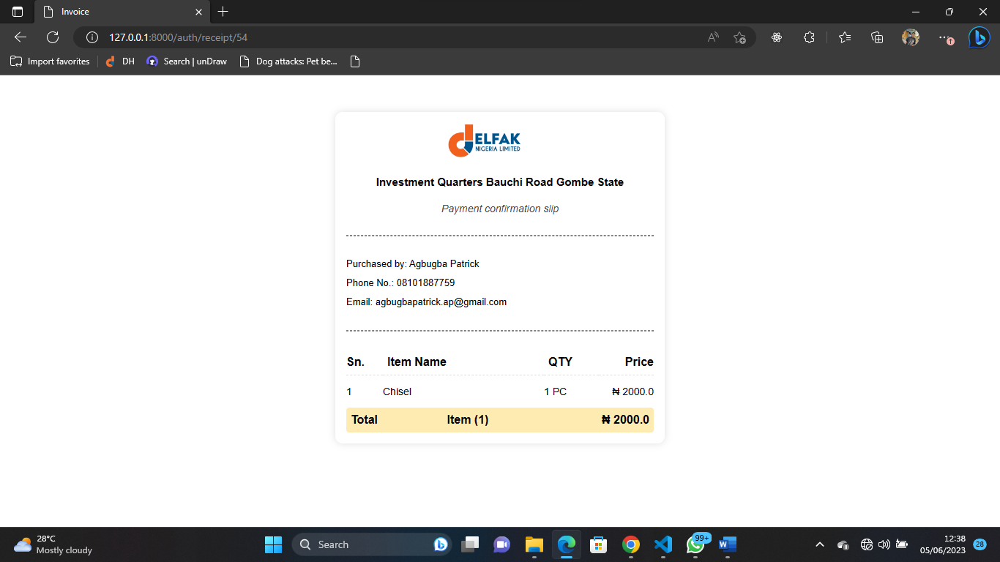 Invoice
127.0.0.1:8000/auth/receipt/54
Import favorites DH Search | unDraw Dog attacks: Pet be...
dELFAK
NIGERIA LIMITED
Investment Quarters Bauchi Road Gombe State
Payment confirmation slip
Purchased by: Agbugba Patrick
Phone No.: 08101887759
Email: agbugbapatrick.ap@gmail.com
Sn. Item Name QTY Price
1 Chisel 1 PC ₦ 2000.0
Total Item (1) ₦ 2000.0
28°C
Mostly cloudy
Search
99+
12:38
05/06/2023
28